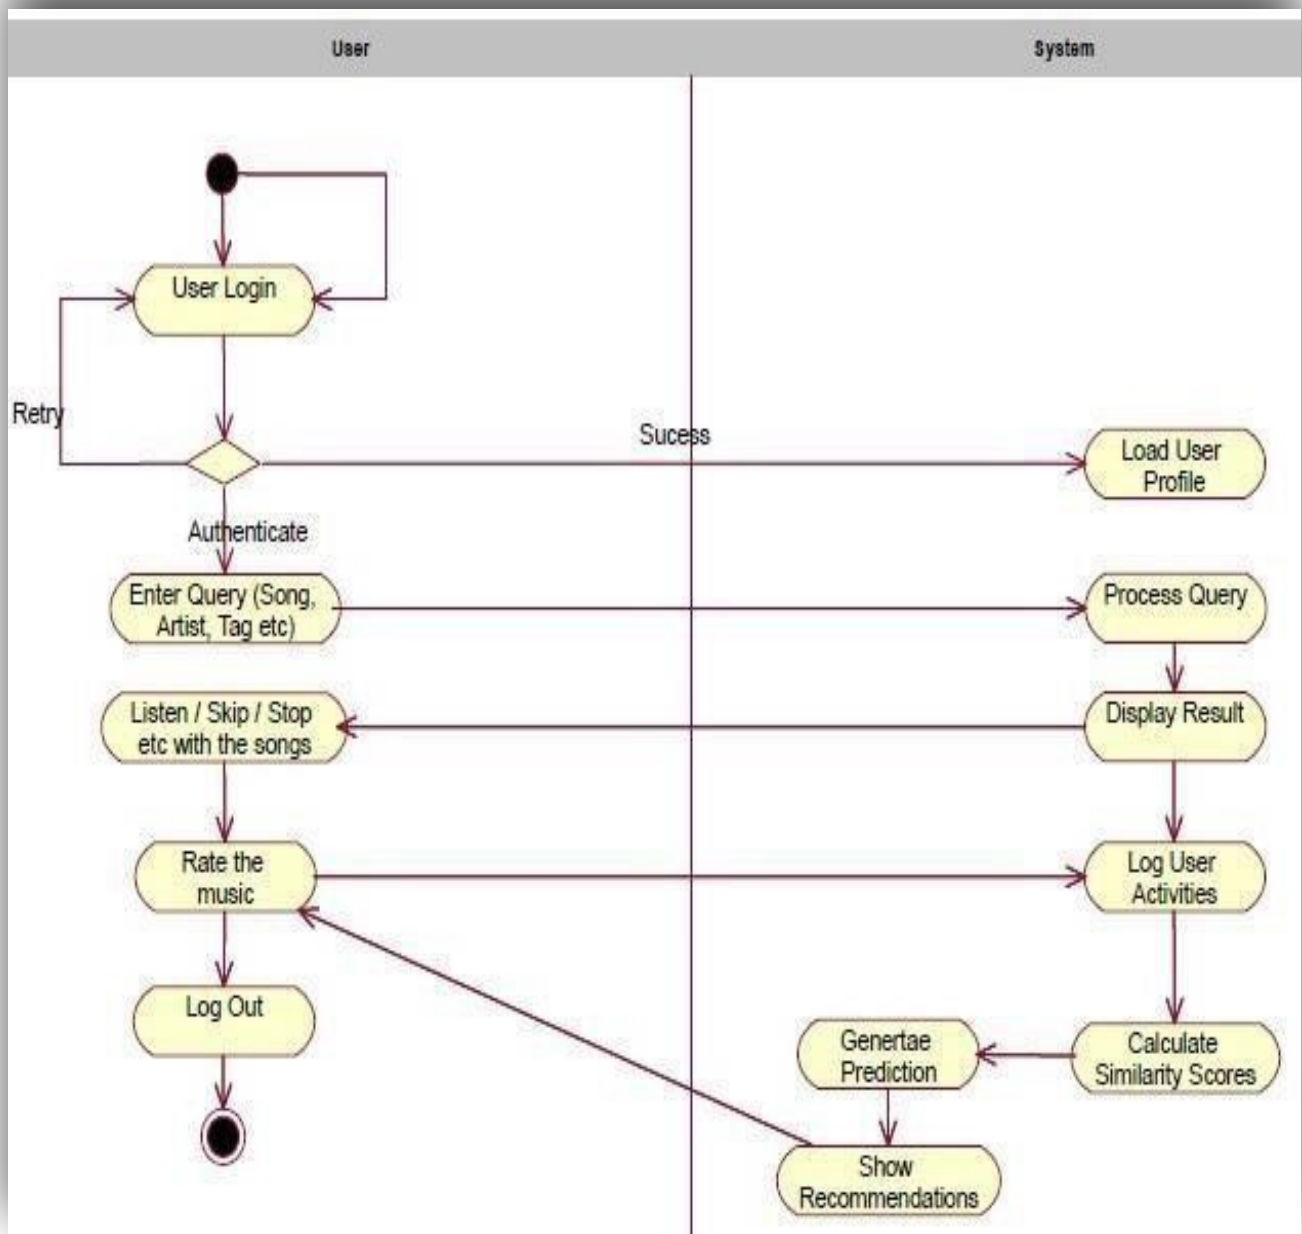 User
System
User Login
Retry
Sucess
Load User
Profile
Authenticate
Enter Query (Song,
Artist, Tag etc)
Process Query
Listen / Skip / Stop
etc with the songs
Display Result
Rate the
music
Log User
Activities
Log Out
Genertae
Prediction
Calculate
Similarity Scores
Show
Recommendations